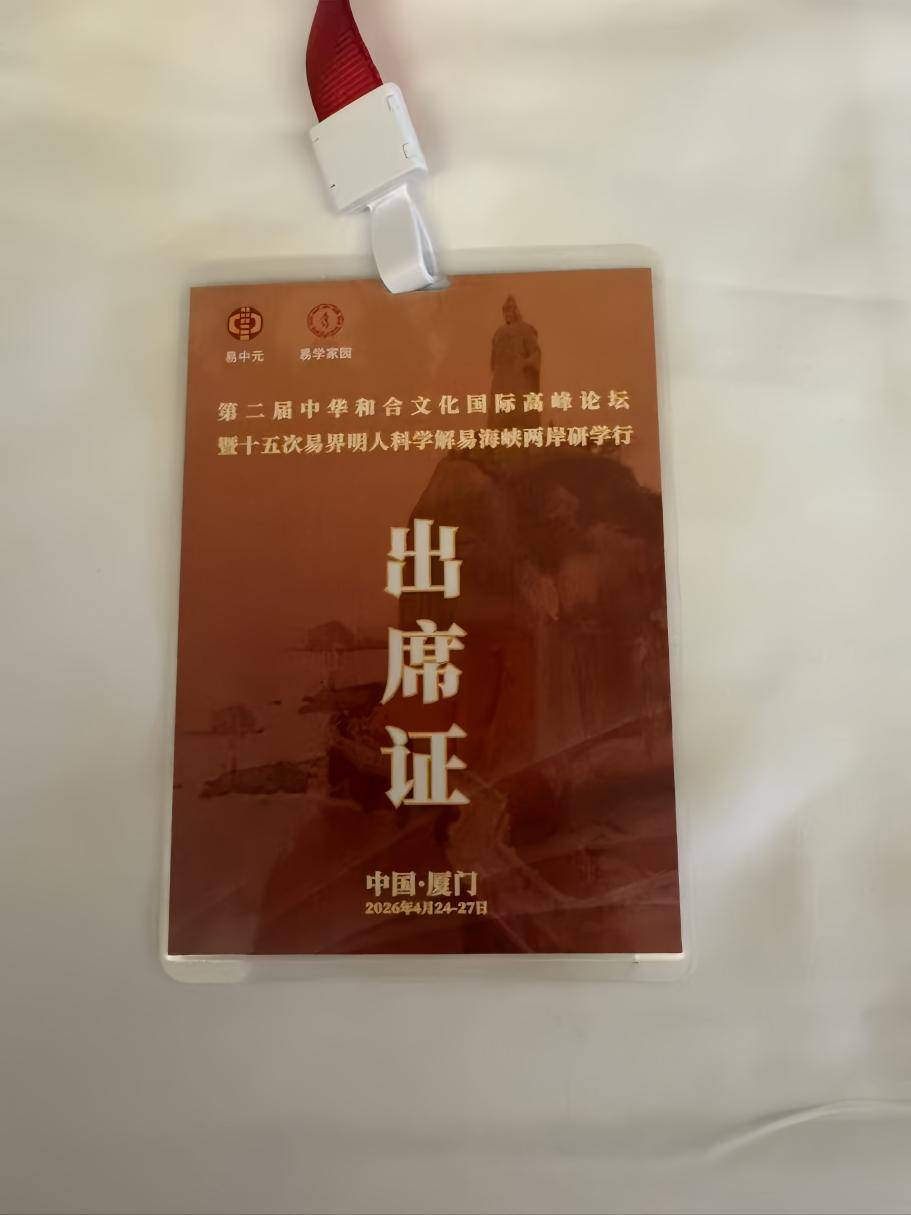 易中元
易学家园
第二届中华和合文化国际高峰论坛
暨十五次易界明人科学解易海峡两岸研学行
出
席
证
中国·厦门
2026年4月24-27日